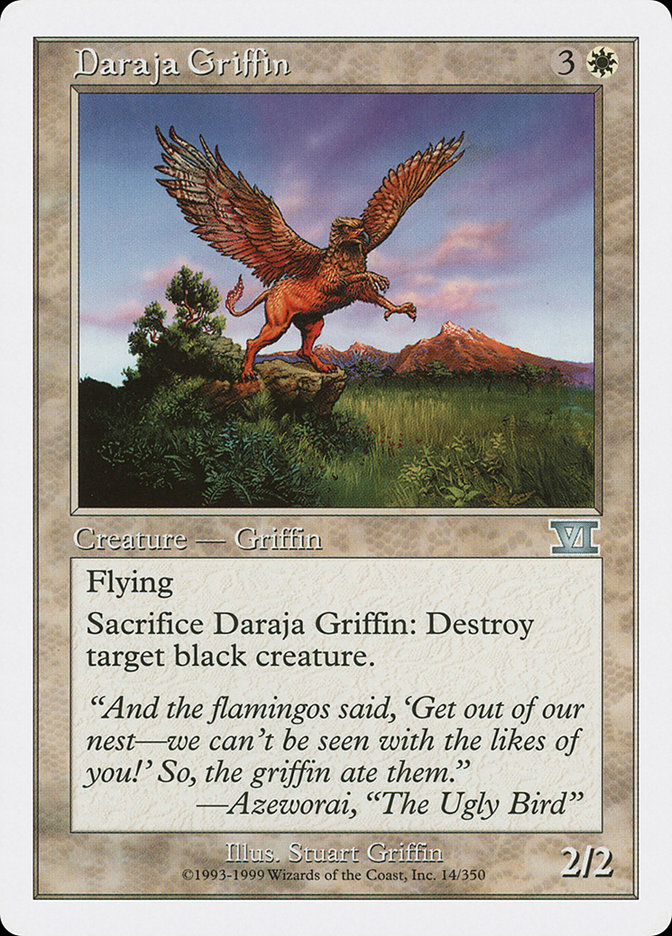 Daraja Griffin 3
Creature — Griffin VI
Flying
Sacrifice Daraja Griffin: Destroy
target black creature.
“And the flamingos said, ‘Get out of our
nest—we can’t be seen with the likes of
you!’ So, the griffin ate them.”
—Azeworai, “The Ugly Bird”
Illus. Stuart Griffin
©1993-1999 Wizards of the Coast, Inc. 14/350
2/2